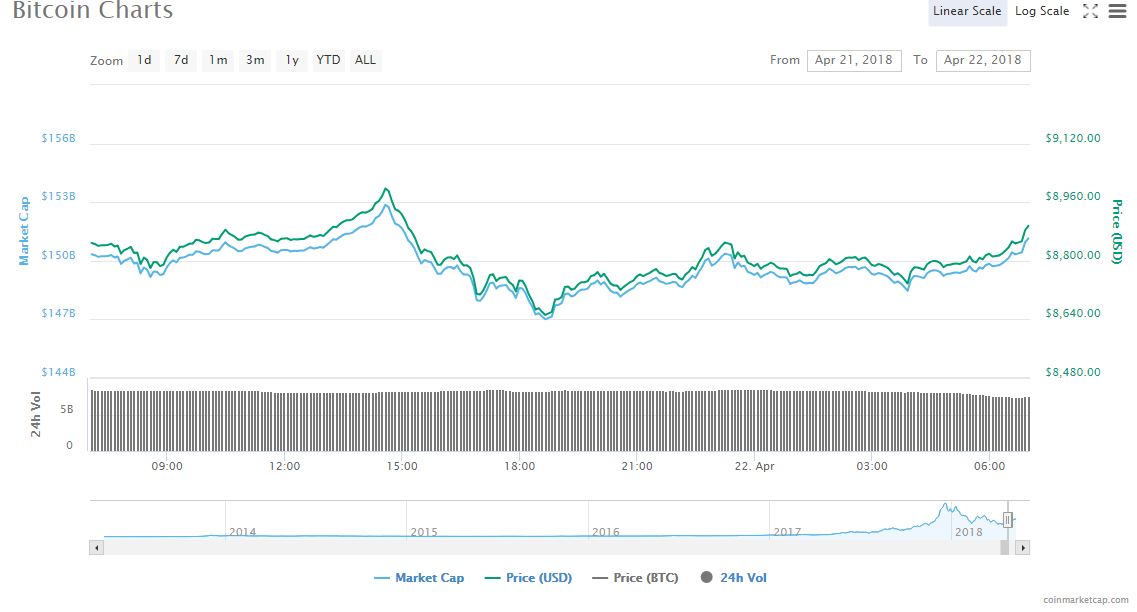 Bitcoin Charts
Linear Scale Log Scale
Zoom 1d 7d 1m 3m 1y YTD ALL From Apr 21, 2018 To Apr 22, 2018
$156B $9,120.00
$153B $8,960.00
Market Cap
Price (USD)
$150B $8,800.00
$147B $8,640.00
$144B $8,480.00
24h Vol
5B
0
09:00 12:00 15:00 18:00 21:00 22. Apr 03:00 06:00
2014 2015 2016 2017 2018
Market Cap Price (USD) Price (BTC) 24h Vol
coinmarketcap.com